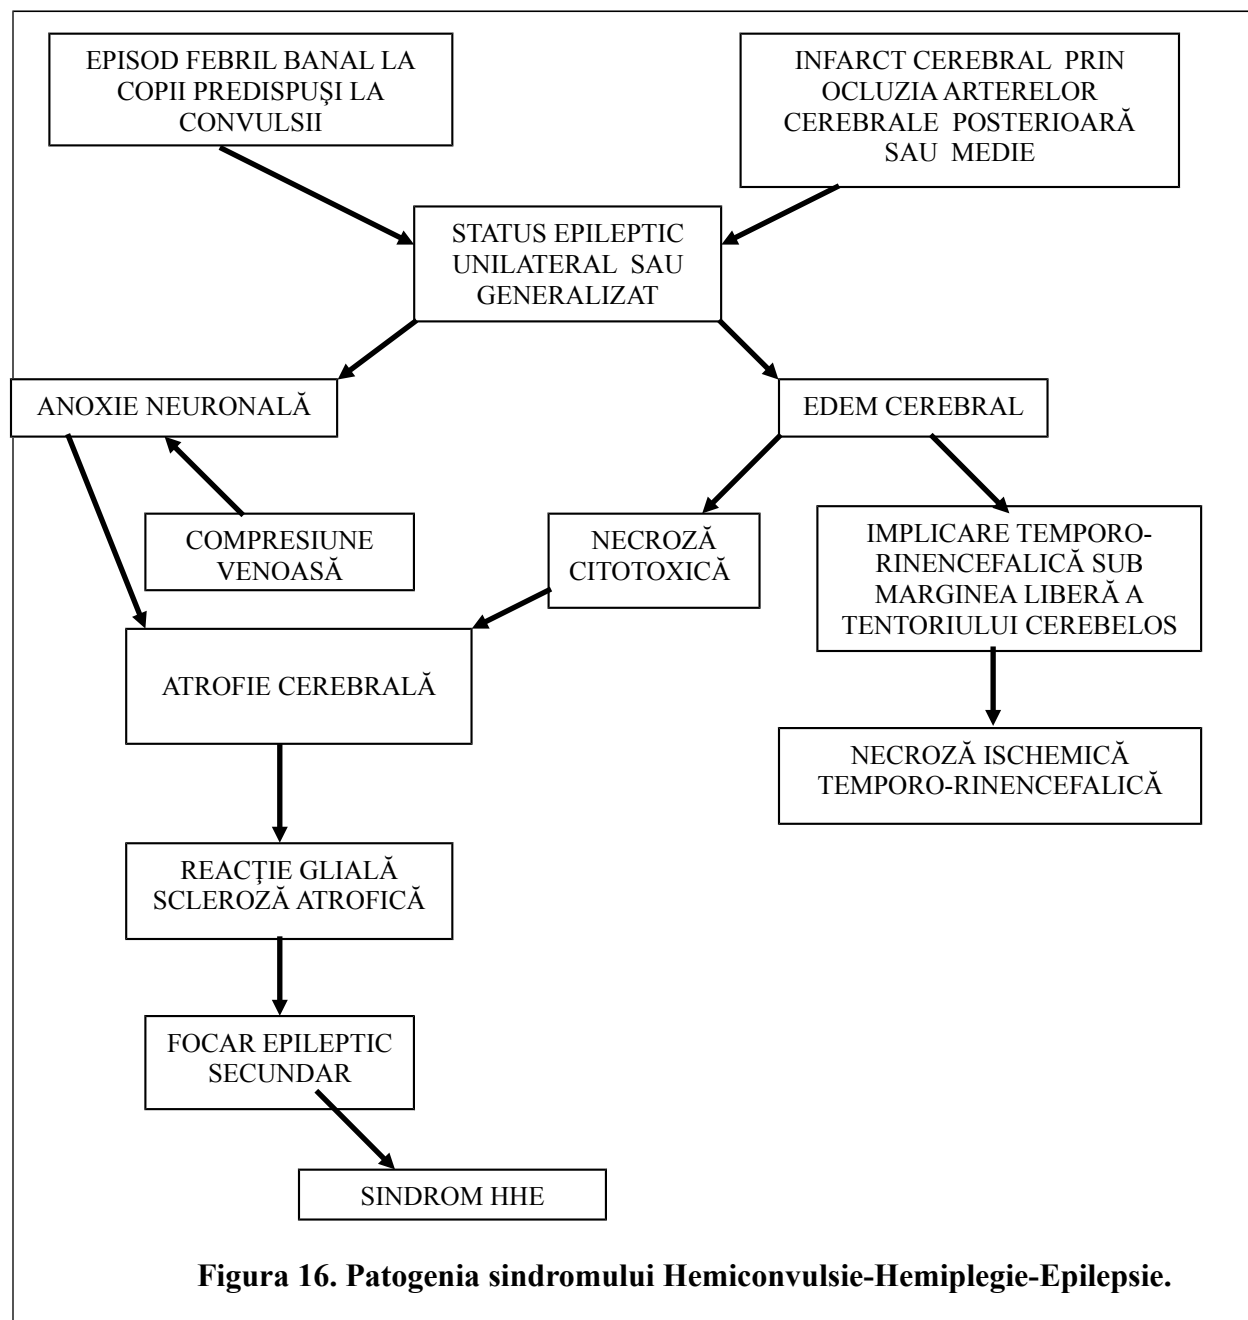 EPISOD FEBRIL BANAL LA
COPII PREDISPUŞI LA
CONVULSII
INFARCT CEREBRAL PRIN
OCLUZIA ARTERELOR
CEREBRALE POSTERIOARĂ
SAU MEDIE
STATUS EPILEPTIC
UNILATERAL SAU
GENERALIZAT
ANOXIE NEURONALĂ
EDEM CEREBRAL
COMPRESIUNE
VENOASĂ
NECROZĂ
CITOTOXICĂ
IMPLICARE TEMPORO-
RINENCEFALICĂ SUB
MARGINEA LIBERĂ A
TENTORIULUI CEREBELOS
ATROFIE CEREBRALĂ
NECROZĂ ISCHEMICĂ
TEMPORO-RINENCEFALICĂ
REACŢIE GLIALĂ
SCLEROZĂ ATROFICĂ
FOCAR EPILEPTIC
SECUNDAR
SINDROM HHE
Figura 16. Patogenia sindromului Hemiconvulsie-Hemiplegie-Epilepsie.